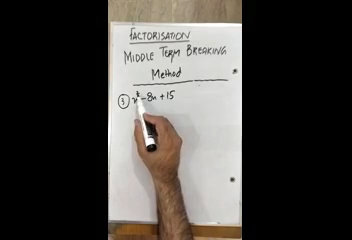 FACTORISATION
MIDDLE TERM BREAKING
Method
③ x² - 8x + 15